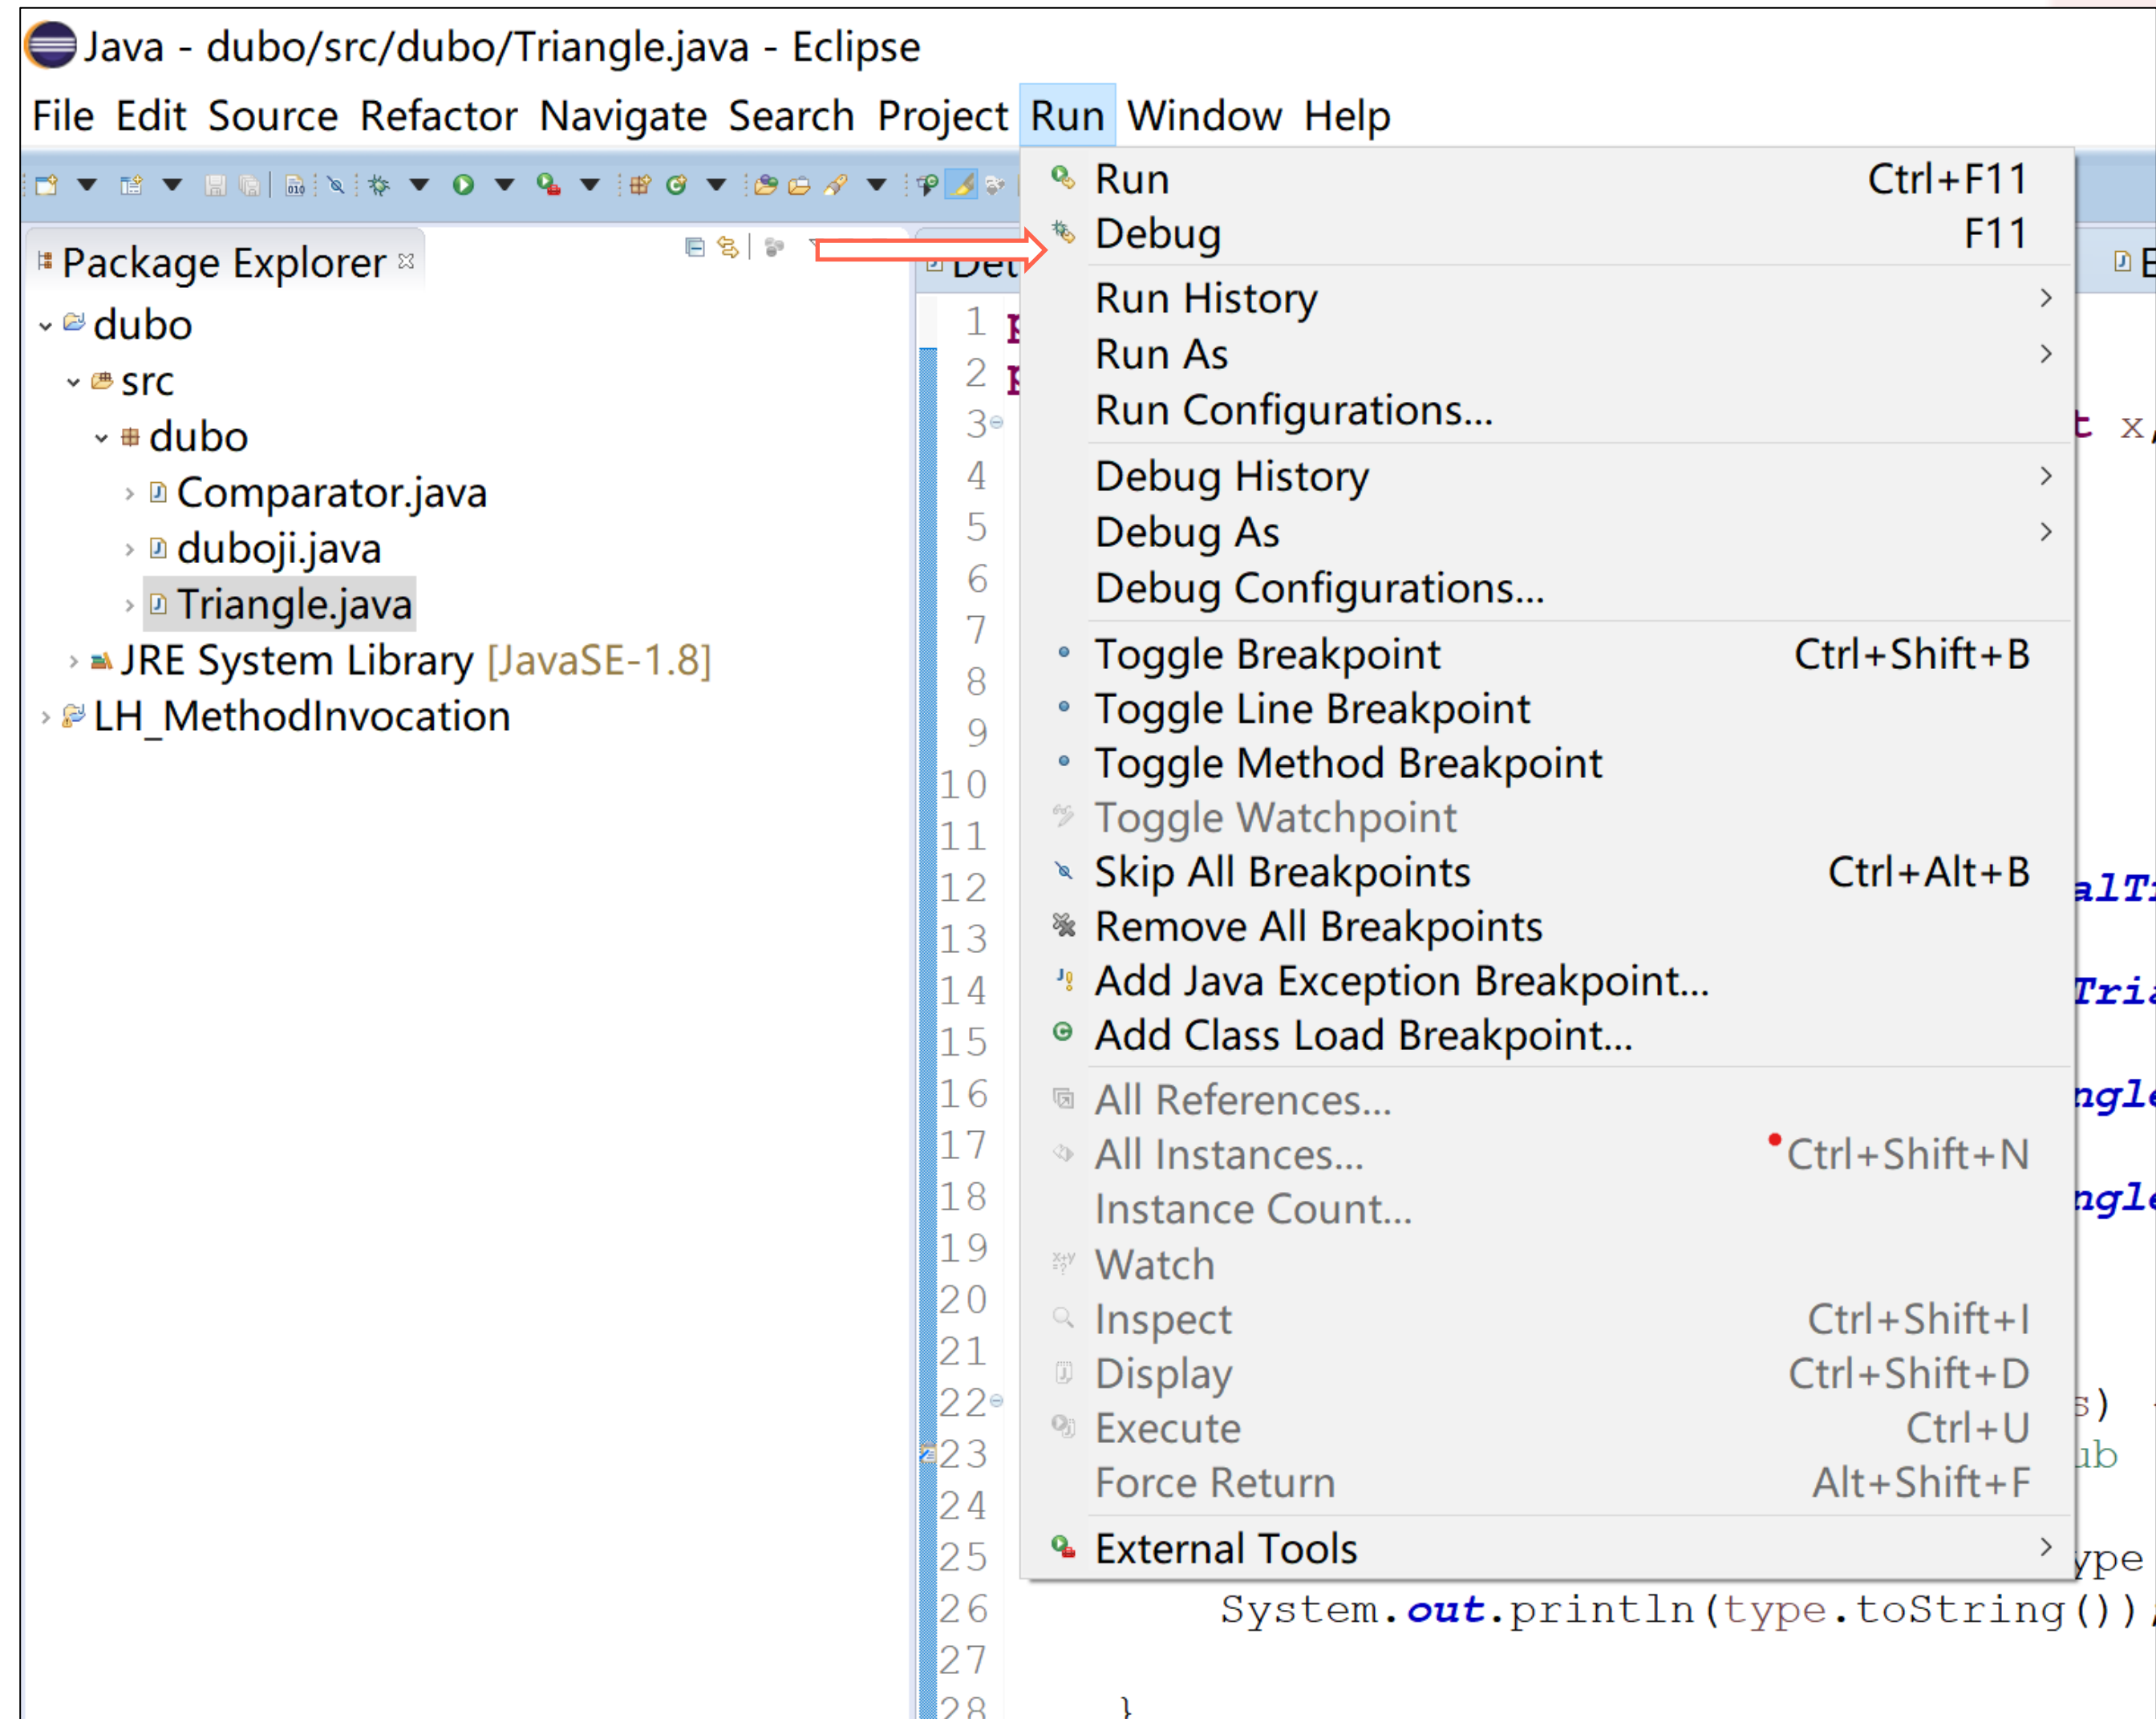 Java - dubo/src/dubo/Triangle.java - Eclipse
File Edit Source Refactor Navigate Search Project Run Window Help
Package Explorer
dubo
src
dubo
Comparator.java
duboji.java
Triangle.java
JRE System Library [JavaSE-1.8]
LH_MethodInvocation
Run Ctrl+F11
Debug F11
Run History
Run As
Run Configurations...
Debug History
Debug As
Debug Configurations...
Toggle Breakpoint Ctrl+Shift+B
Toggle Line Breakpoint
Toggle Method Breakpoint
Toggle Watchpoint
Skip All Breakpoints Ctrl+Alt+B
Remove All Breakpoints
Add Java Exception Breakpoint...
Add Class Load Breakpoint...
All References...
All Instances... Ctrl+Shift+N
Instance Count...
Watch
Inspect Ctrl+Shift+I
Display Ctrl+Shift+D
Execute Ctrl+U
Force Return Alt+Shift+F
External Tools
1
2
3
4
5
6
7
8
9
10
11
12
13
14
15
16
17
18
19
20
21
22 s)
23
24
25 ype
26 System.out.println(type.toString());
27
28 }